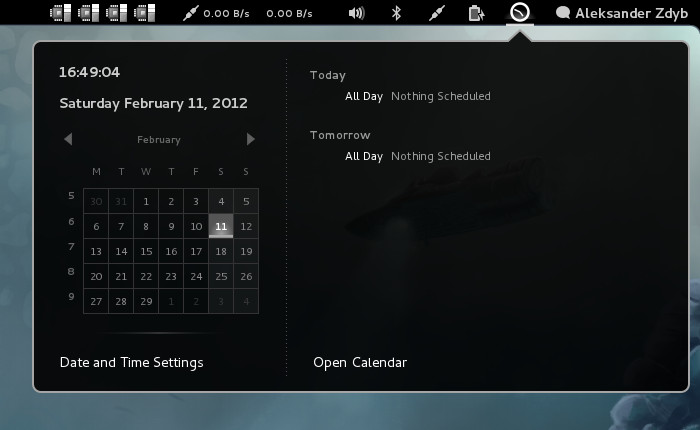 0.00 B/s 0.00 B/s Aleksander Zdyb
16:49:04
Saturday February 11, 2012
February
M T W T F S S
5 30 31 1 2 3 4 5
6 6 7 8 9 10 11 12
7 13 14 15 16 17 18 19
8 20 21 22 23 24 25 26
9 27 28 29 1 2 3 4
Date and Time Settings
Today
All Day Nothing Scheduled
Tomorrow
All Day Nothing Scheduled
Open Calendar